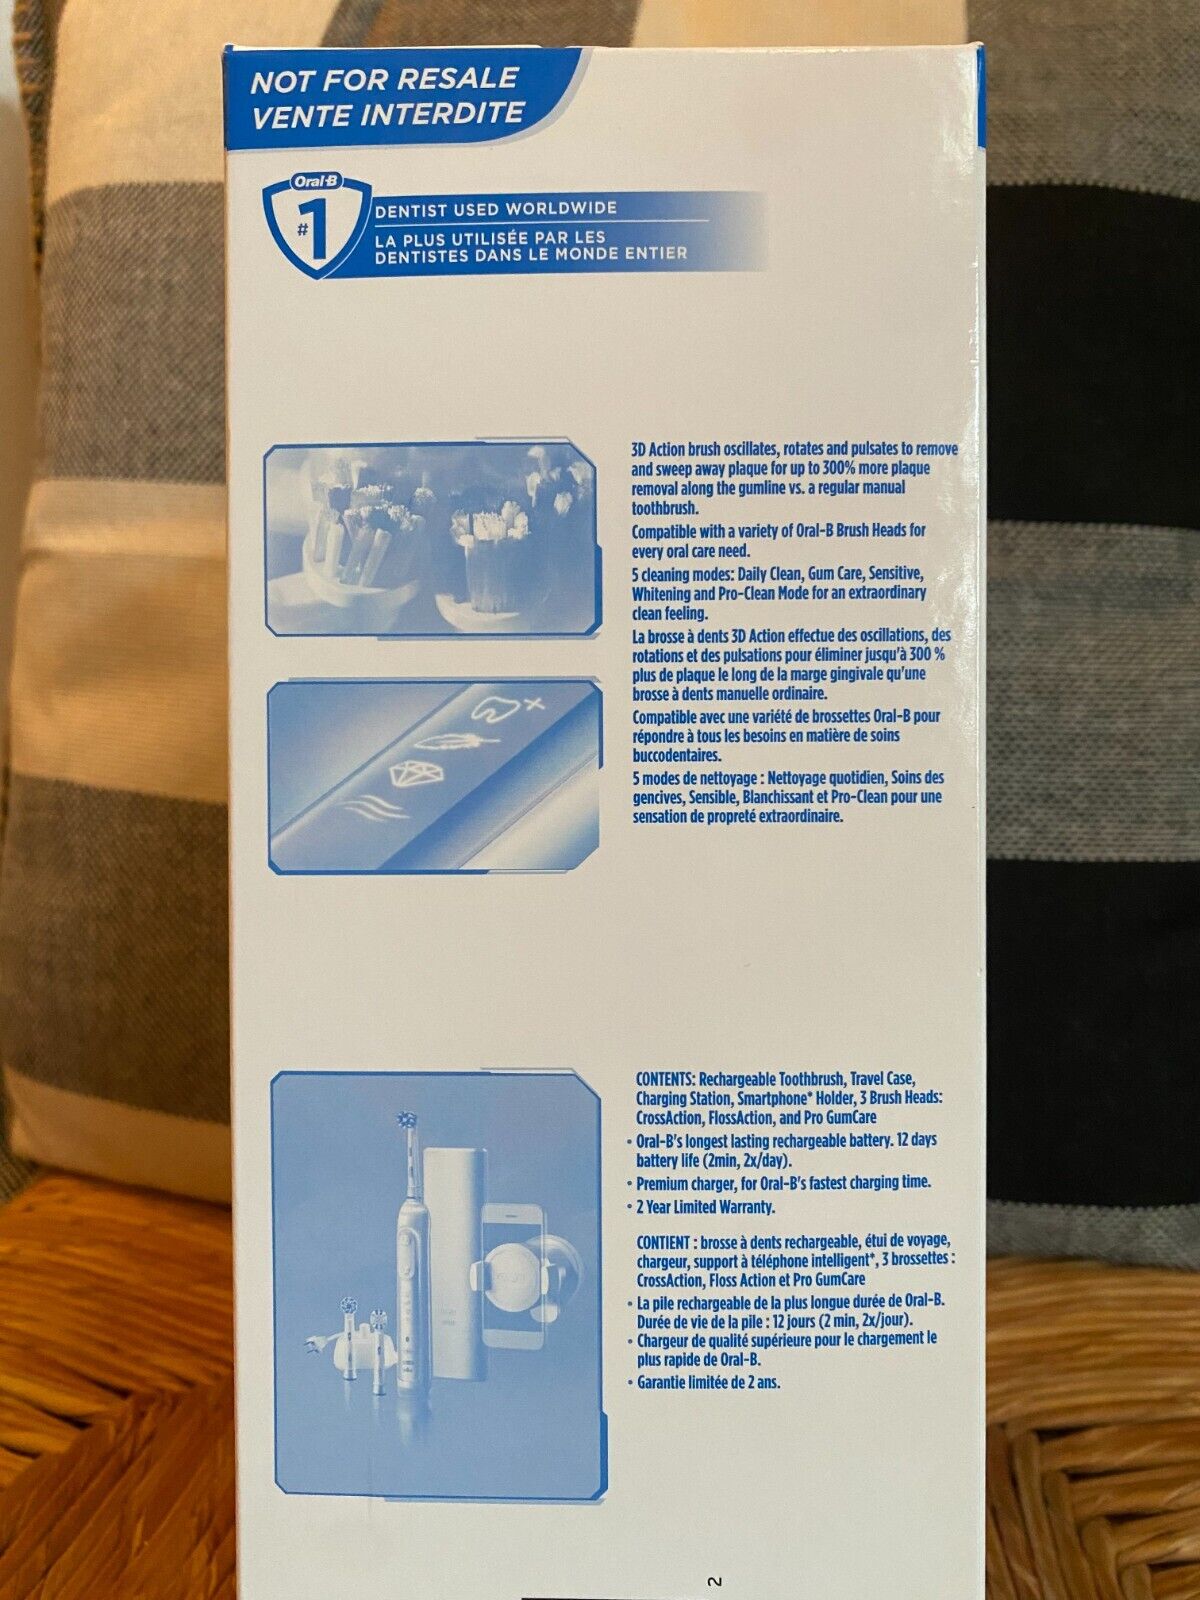 NOT FOR RESALE
VENTE INTERDITE
Oral-B
#1
DENTIST USED WORLDWIDE
LA PLUS UTILISÉE PAR LES
DENTISTES DANS LE MONDE ENTIER
3D Action brush oscillates, rotates and pulsates to remove
and sweep away plaque for up to 300% more plaque
removal along the gumline vs. a regular manual
toothbrush.
Compatible with a variety of Oral-B Brush Heads for
every oral care need.
5 cleaning modes: Daily Clean, Gum Care, Sensitive,
Whitening and Pro-Clean Mode for an extraordinary
clean feeling.
La brosse à dents 3D Action effectue des oscillations, des
rotations et des pulsations pour éliminer jusqu'à 300 %
plus de plaque le long de la marge gingivale qu'une
brosse à dents manuelle ordinaire.
Compatible avec une variété de brossettes Oral-B pour
répondre à tous les besoins en matière de soins
buccodentaires.
5 modes de nettoyage : Nettoyage quotidien, Soins des
gencives, Sensible, Blanchissant et Pro-Clean pour une
sensation de propreté extraordinaire.
CONTENTS: Rechargeable Toothbrush, Travel Case,
Charging Station, Smartphone* Holder, 3 Brush Heads:
CrossAction, FlossAction, and Pro GumCare
• Oral-B's longest lasting rechargeable battery. 12 days
battery life (2min, 2x/day).
• Premium charger, for Oral-B's fastest charging time.
• 2 Year Limited Warranty.
CONTIENT : brosse à dents rechargeable, étui de voyage,
chargeur, support à téléphone intelligent*, 3 brossettes :
CrossAction, Floss Action et Pro GumCare
• La pile rechargeable de la plus longue durée de Oral-B.
Durée de vie de la pile : 12 jours (2 min, 2x/jour).
• Chargeur de qualité supérieure pour le chargement le
plus rapide de Oral-B.
• Garantie limitée de 2 ans.
2